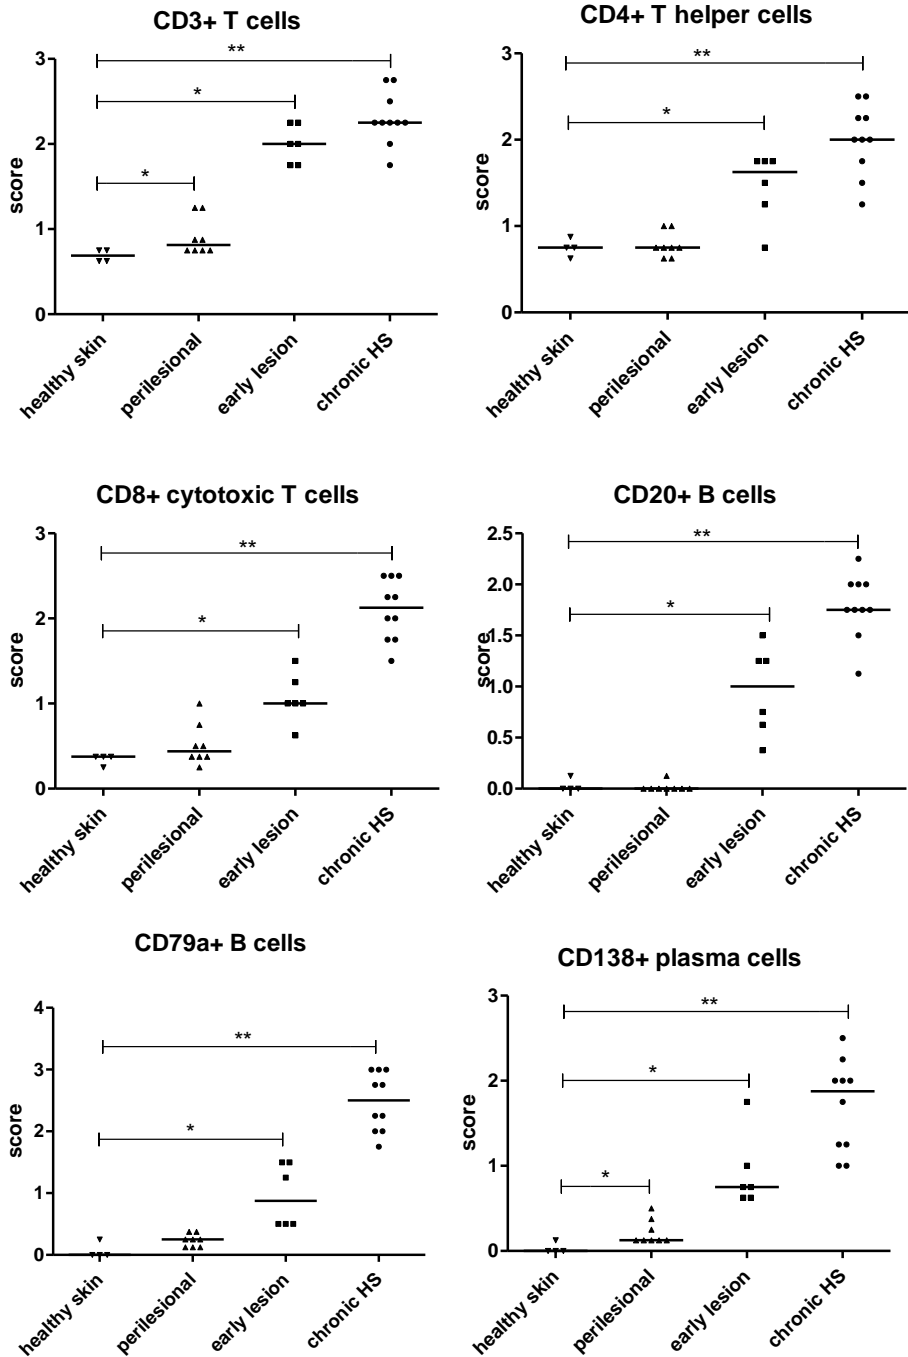 CD3+ T cells
**
*
*
3
2
1
0
score
healthy skin
perilesional
early lesion
chronic HS
CD4+ T helper cells
**
*
3
2
1
0
score
healthy skin
perilesional
early lesion
chronic HS
CD8+ cytotoxic T cells
**
*
3
2
1
0
score
healthy skin
perilesional
early lesion
chronic HS
CD20+ B cells
**
*
2.5
2.0
1.5
1.0
0.5
0.0
score
healthy skin
perilesional
early lesion
chronic HS
CD79a+ B cells
**
*
4
3
2
1
0
score
healthy skin
perilesional
early lesion
chronic HS
CD138+ plasma cells
**
*
*
3
2
1
0
score
healthy skin
perilesional
early lesion
chronic HS